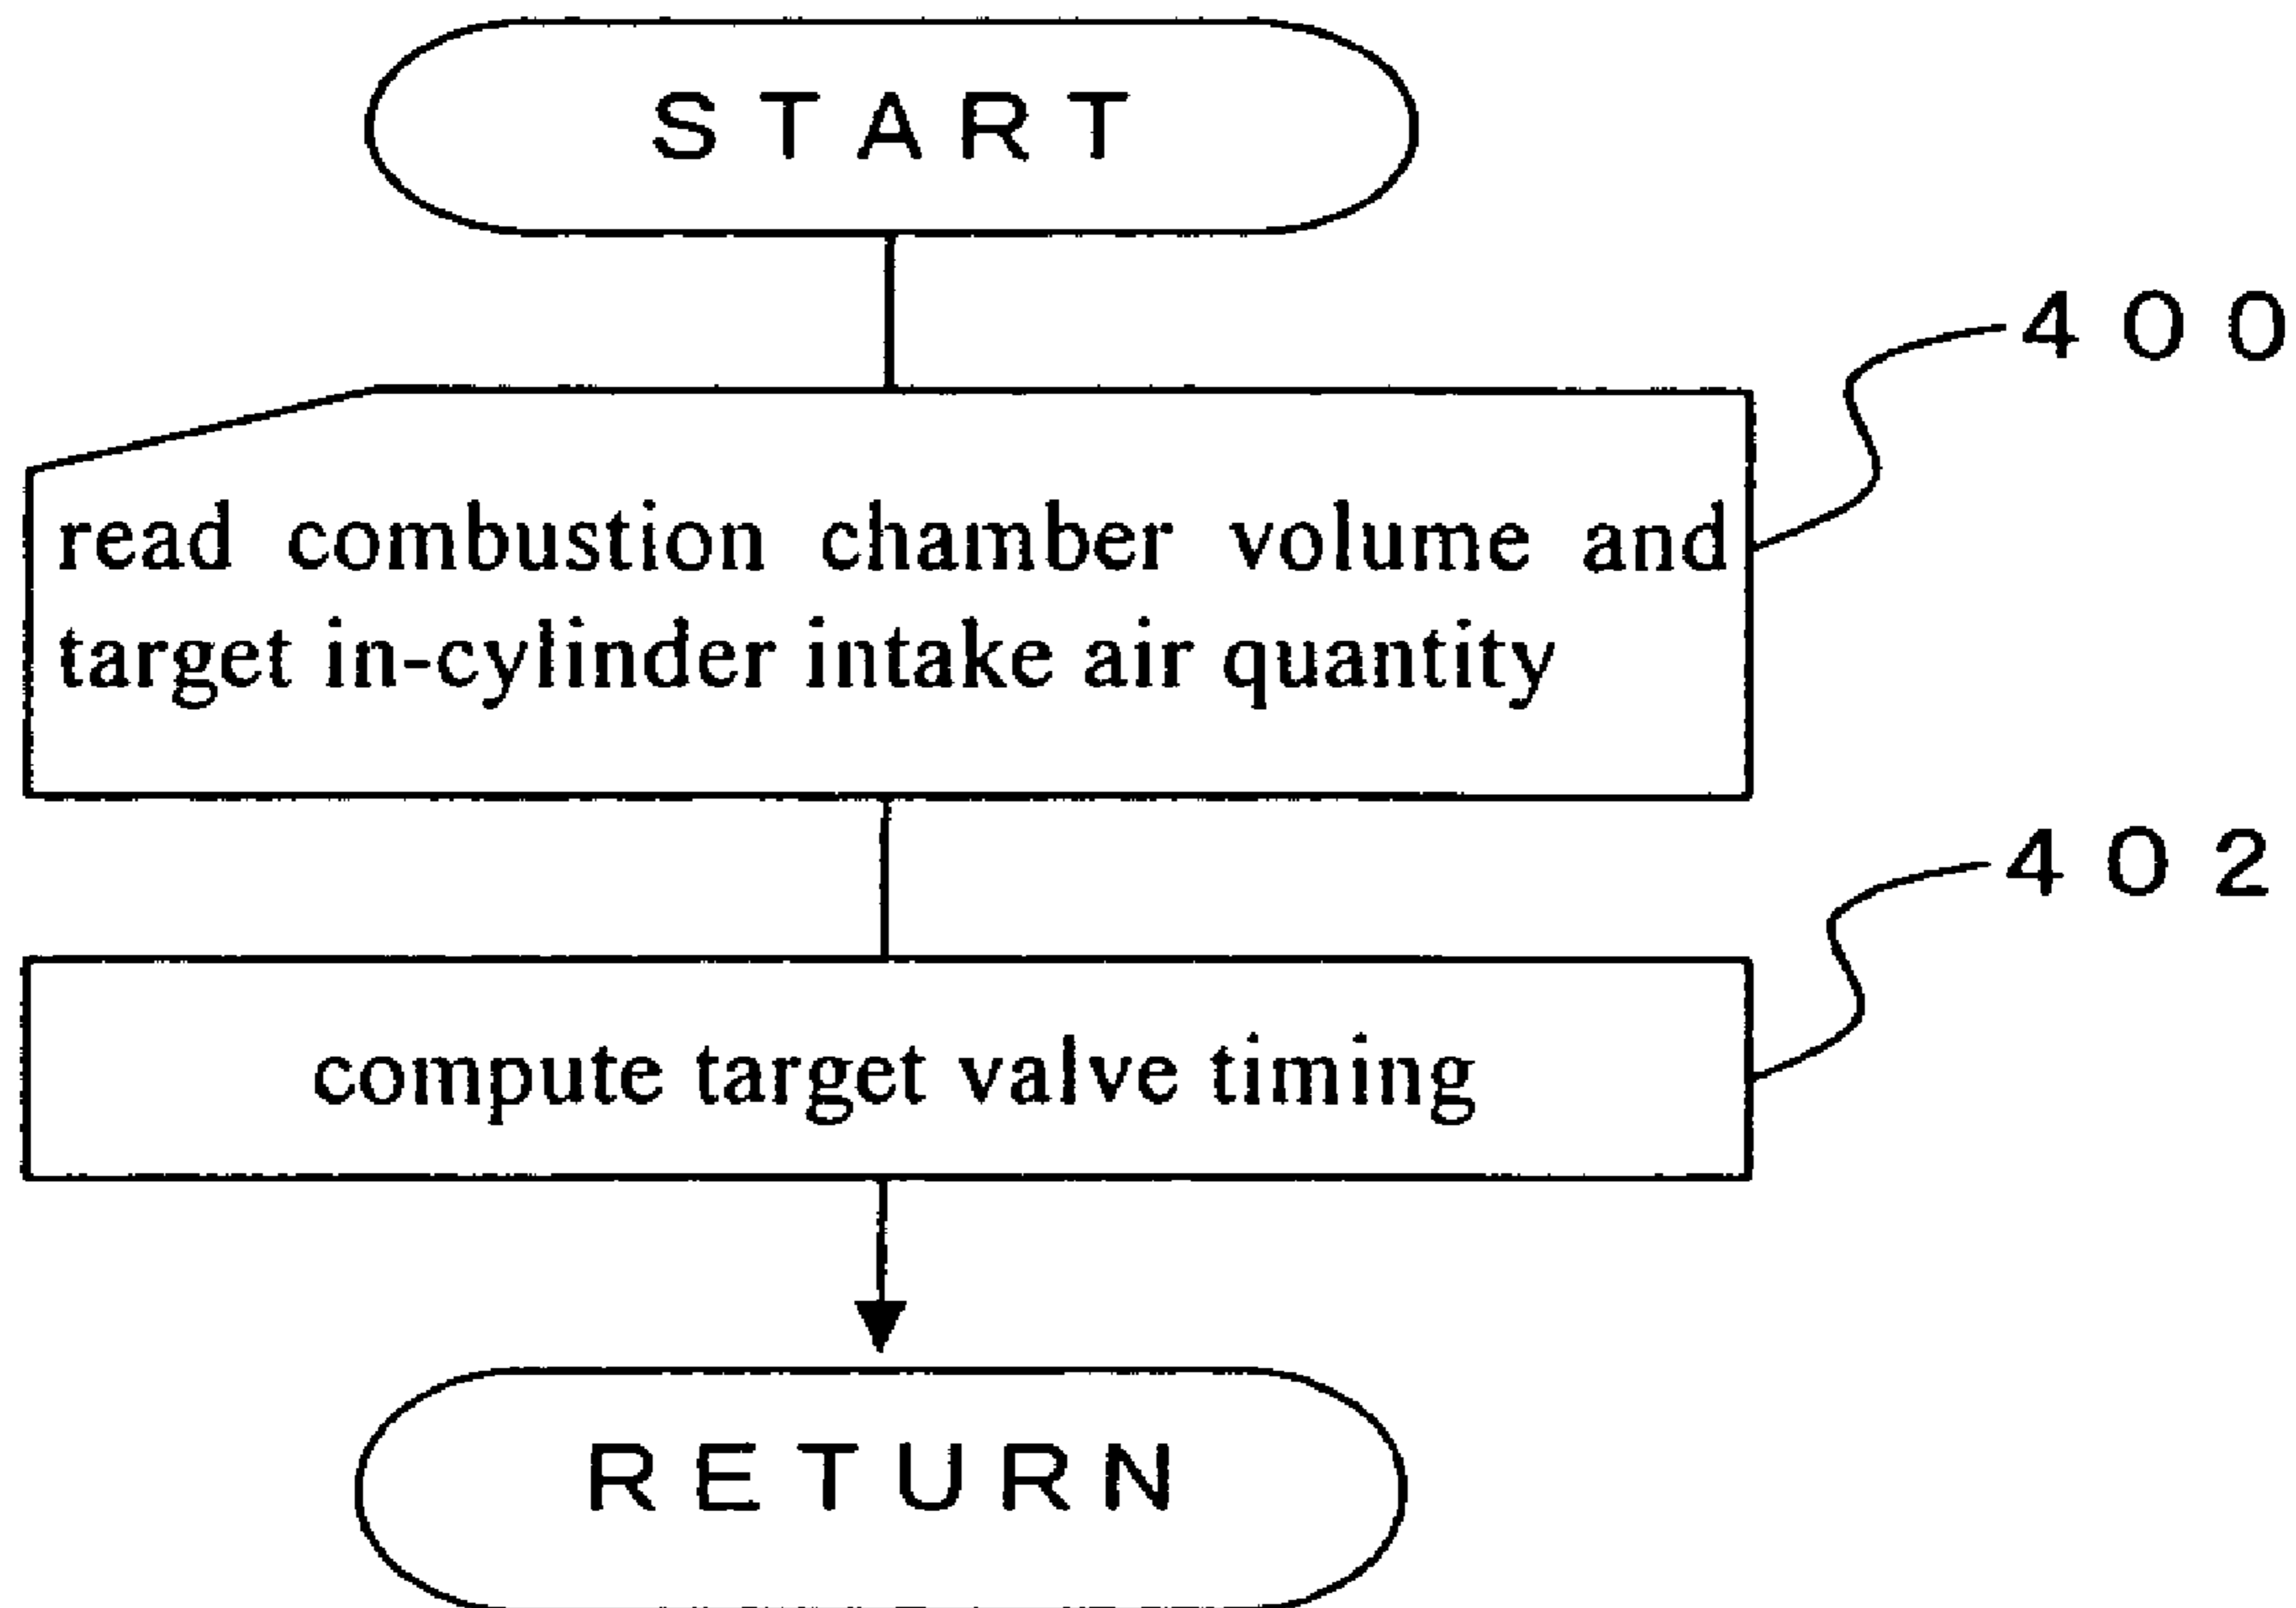 START
400
read combustion chamber volume and
target in-cylinder intake air quantity
402
compute target valve timing
RETURN